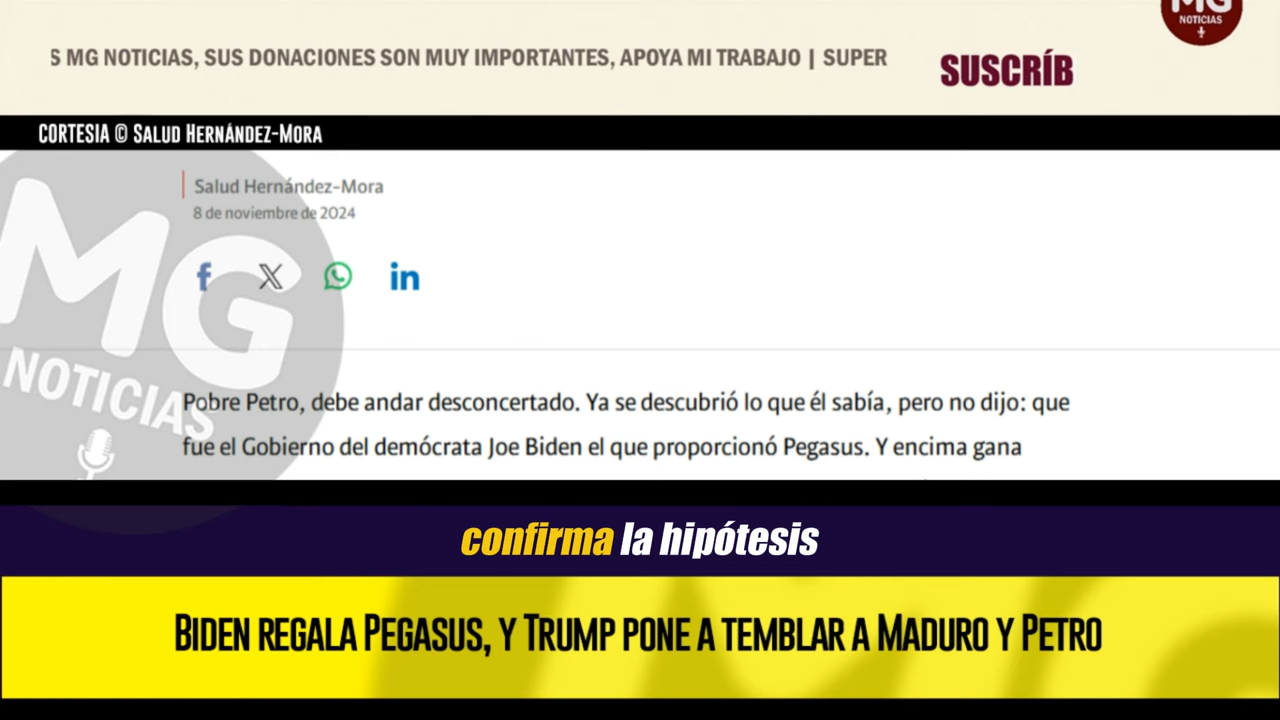 S MG NOTICIAS, SUS DONACIONES SON MUY IMPORTANTES, APOYA MI TRABAJO | SUPER
SUSCRÍB
MG
NOTICIAS
CORTESIA © SALUD HERNÁNDEZ-MORA
Salud Hernández-Mora
8 de noviembre de 2024
MG
NOTICIAS
Pobre Petro, debe andar desconcertado. Ya se descubrió lo que él sabía, pero no dijo: que
fue el Gobierno del demócrata Joe Biden el que proporcionó Pegasus. Y encima gana
confirma la hipótesis
BIDEN REGALA PEGASUS, Y TRUMP PONE A TEMBLAR A MADURO Y PETRO